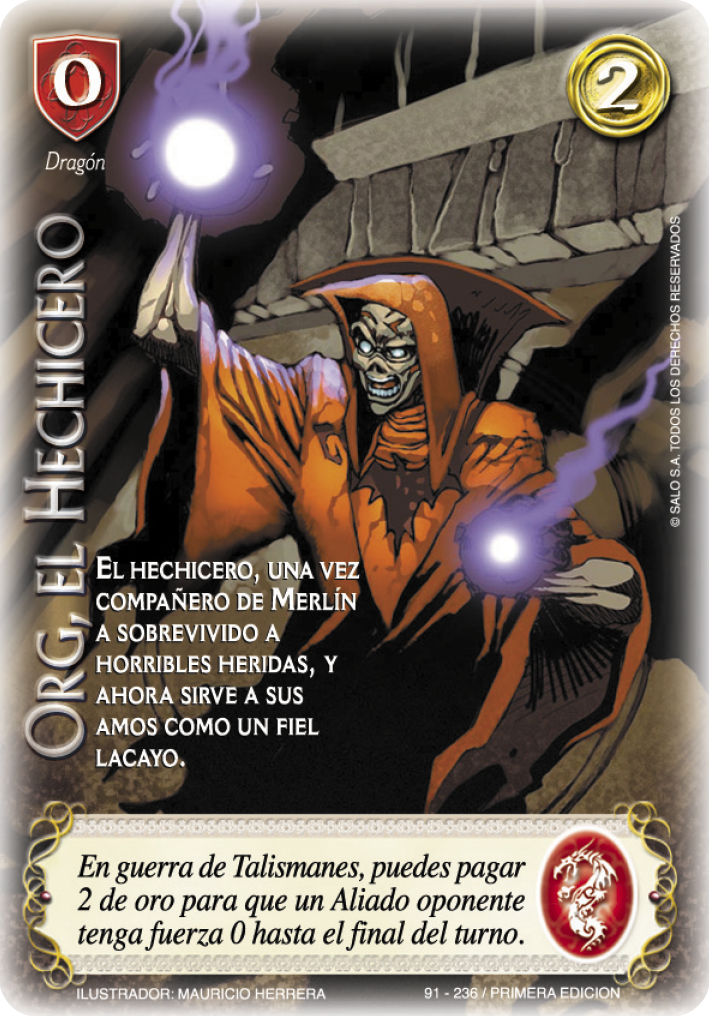 0
2
Dragón
ORG, EL HECHICERO
© SALO S.A. TODOS LOS DERECHOS RESERVADOS
EL HECHICERO, UNA VEZ
COMPAÑERO DE MERLÍN
A SOBREVIVIDO A
HORRIBLES HERIDAS, Y
AHORA SIRVE A SUS
AMOS COMO UN FIEL
LACAYO.
En guerra de Talismanes, puedes pagar
2 de oro para que un Aliado oponente
tenga fuerza 0 hasta el final del turno.
ILUSTRADOR: MAURICIO HERRERA
91 - 236 / PRIMERA EDICION